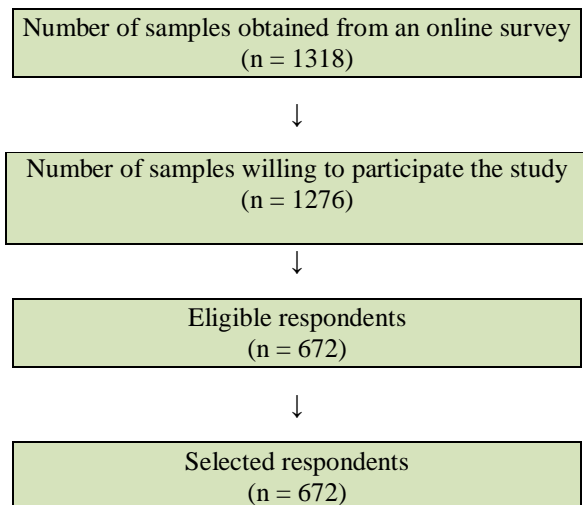 Number of samples obtained from an online survey
(n = 1318)
↓
Number of samples willing to participate the study
(n = 1276)
↓
Eligible respondents
(n = 672)
↓
Selected respondents
(n = 672)